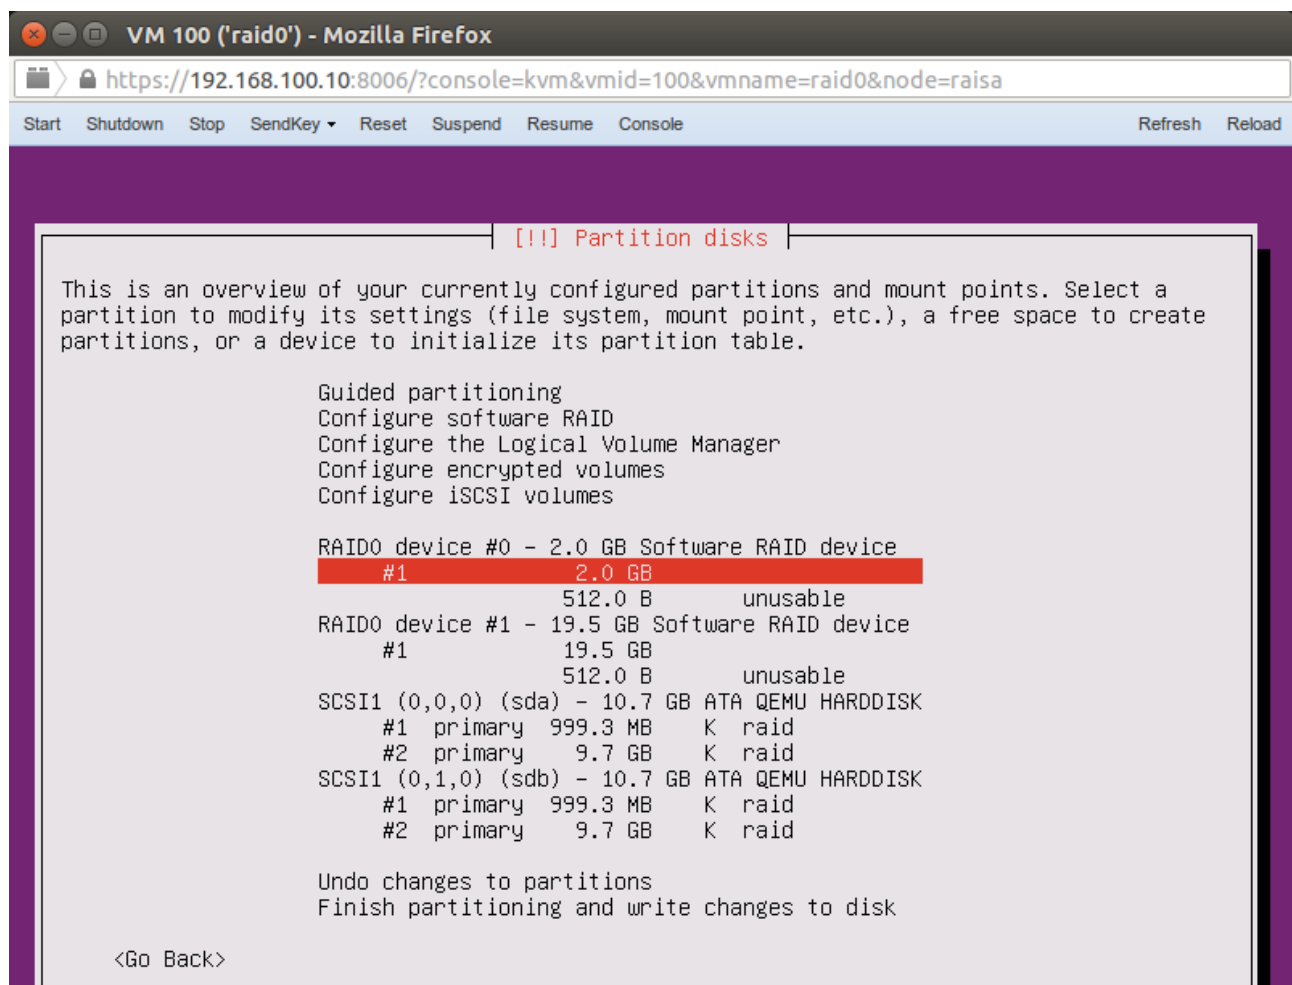 VM 100 ('raid0') - Mozilla Firefox
https://192.168.100.10:8006/?console=kvm&vmid=100&vmname=raid0&node=raisa
Start Shutdown Stop SendKey Reset Suspend Resume Console Refresh Reload
[!!] Partition disks
This is an overview of your currently configured partitions and mount points. Select a
partition to modify its settings (file system, mount point, etc.), a free space to create
partitions, or a device to initialize its partition table.
Guided partitioning
Configure software RAID
Configure the Logical Volume Manager
Configure encrypted volumes
Configure iSCSI volumes
RAID0 device #0 - 2.0 GB Software RAID device
#1 2.0 GB
512.0 B unusable
RAID0 device #1 - 19.5 GB Software RAID device
#1 19.5 GB
512.0 B unusable
SCSI1 (0,0,0) (sda) - 10.7 GB ATA QEMU HARDDISK
#1 primary 999.3 MB K raid
#2 primary 9.7 GB K raid
SCSI1 (0,1,0) (sdb) - 10.7 GB ATA QEMU HARDDISK
#1 primary 999.3 MB K raid
#2 primary 9.7 GB K raid
Undo changes to partitions
Finish partitioning and write changes to disk
<Go Back>